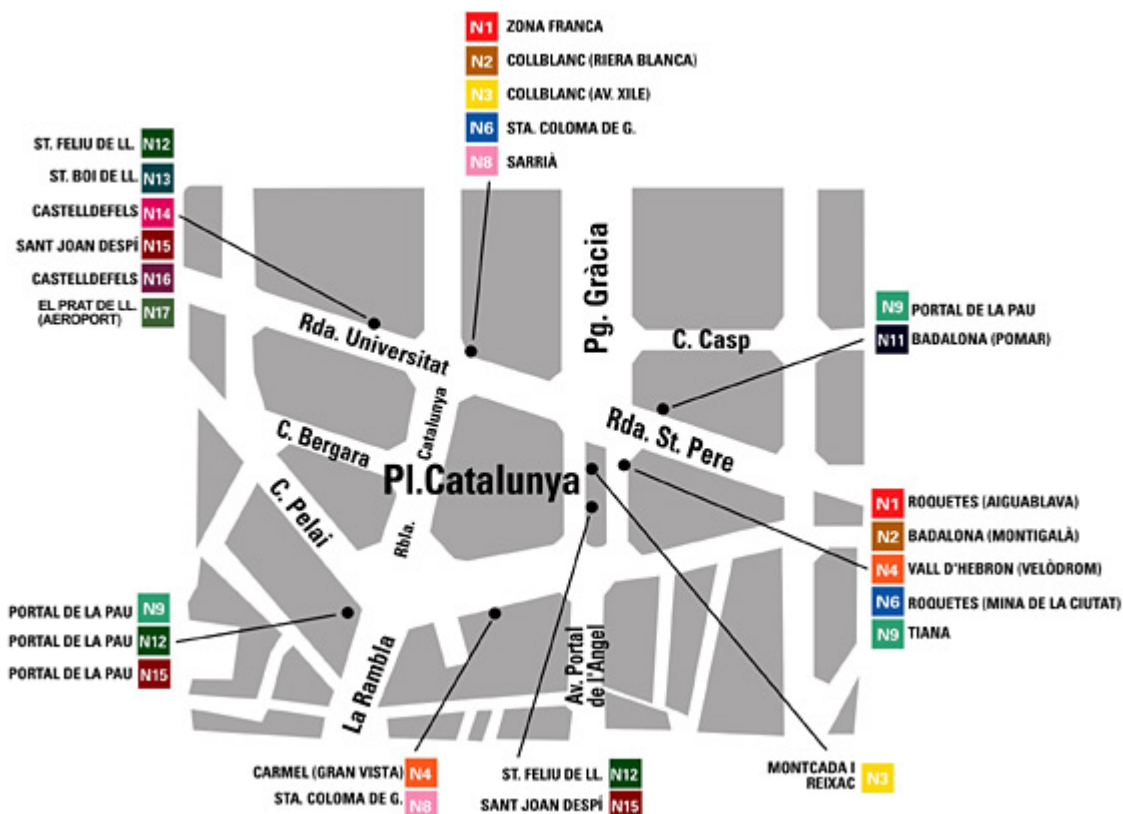 N1 ZONA FRANCA
N2 COLLBLANC (RIERA BLANCA)
N3 COLLBLANC (AV. XILE)
N6 STA. COLOMA DE G.
N8 SARRIÀ
ST. FELIU DE LL. N12
ST. BOI DE LL. N13
CASTELLDEFELS N14
SANT JOAN DESPÍ N15
CASTELLDEFELS N16
EL PRAT DE LL.
(AEROPORT) N17
Rda. Universitat
Pg. Gràcia
C. Casp
N9 PORTAL DE LA PAU
N11 BADALONA (POMAR)
Rbla. Catalunya
C. Bergara
Rda. St. Pere
Pl.Catalunya
C. Pelai
N1 ROQUETES (AIGUABLAVA)
N2 BADALONA (MONTIGALÀ)
N4 VALL D'HEBRON (VELÒDROM)
N6 ROQUETES (MINA DE LA CIUTAT)
N9 TIANA
PORTAL DE LA PAU N9
PORTAL DE LA PAU N12
PORTAL DE LA PAU N15
La Rambla
Av. Portal
de l'Angel
CARMEL (GRAN VISTA) N4
STA. COLOMA DE G. N8
ST. FELIU DE LL. N12
SANT JOAN DESPÍ N15
MONTCADA I
REIXAC N3